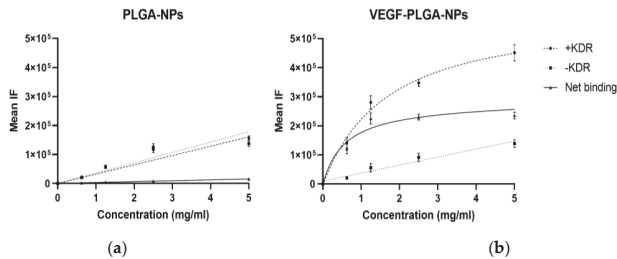 PLGA-NPs
Mean IF
5×10⁵
4×10⁵
3×10⁵
2×10⁵
1×10⁵
0
0 1 2 3 4 5
Concentration (mg/ml)
(a)
VEGF-PLGA-NPs
Mean IF
5×10⁵
4×10⁵
3×10⁵
2×10⁵
1×10⁵
0
0 1 2 3 4 5
Concentration (mg/ml)
(b)
+KDR
-KDR
Net binding